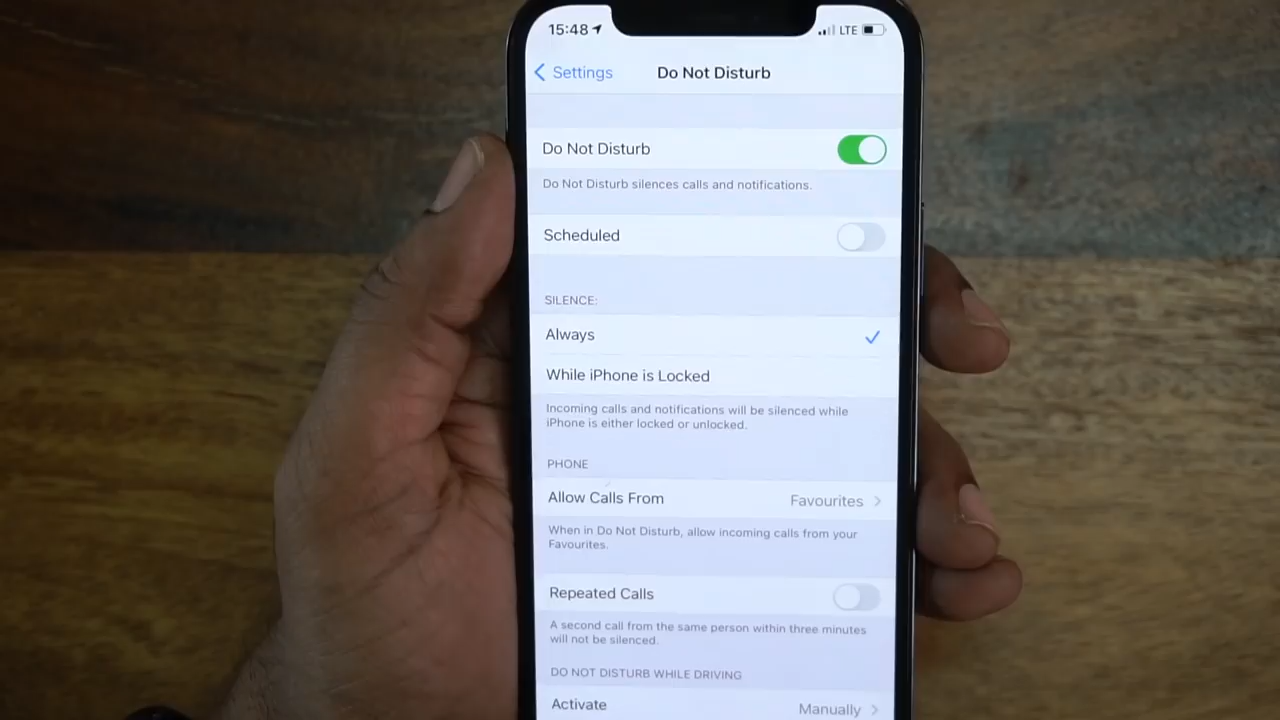 15:48 LTE
Settings Do Not Disturb
Do Not Disturb
Do Not Disturb silences calls and notifications.
Scheduled
SILENCE:
Always
While iPhone is Locked
Incoming calls and notifications will be silenced while
iPhone is either locked or unlocked.
PHONE
Allow Calls From Favourites
When in Do Not Disturb, allow incoming calls from your
Favourites.
Repeated Calls
A second call from the same person within three minutes
will not be silenced.
DO NOT DISTURB WHILE DRIVING
Activate Manually